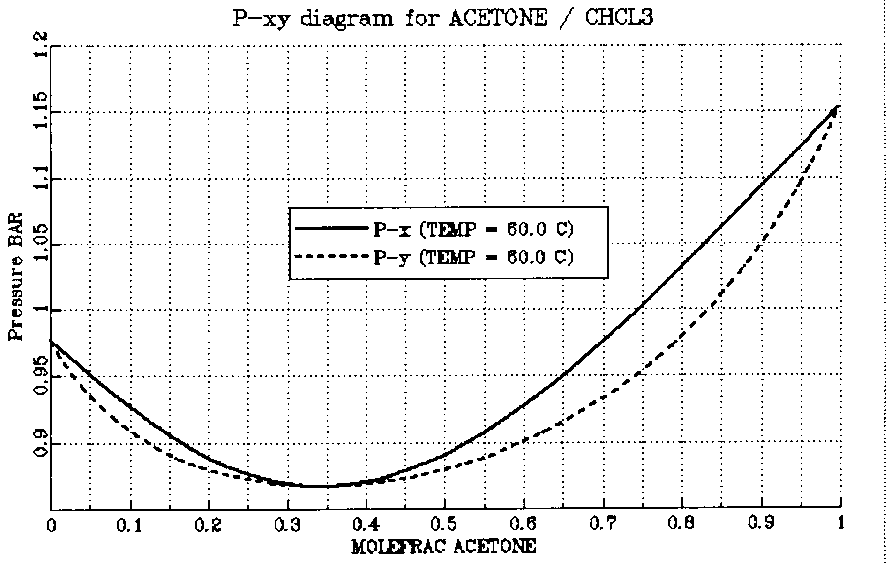 P-xy diagram for ACETONE / CHCL3
1.2
1.15
1.1
1.05
1
0.95
0.9
Pressure BAR
P-x (TEMP = 60.0 C)
P-y (TEMP = 60.0 C)
0 0.1 0.2 0.3 0.4 0.5 0.6 0.7 0.8 0.9 1
MOLEFRAC ACETONE